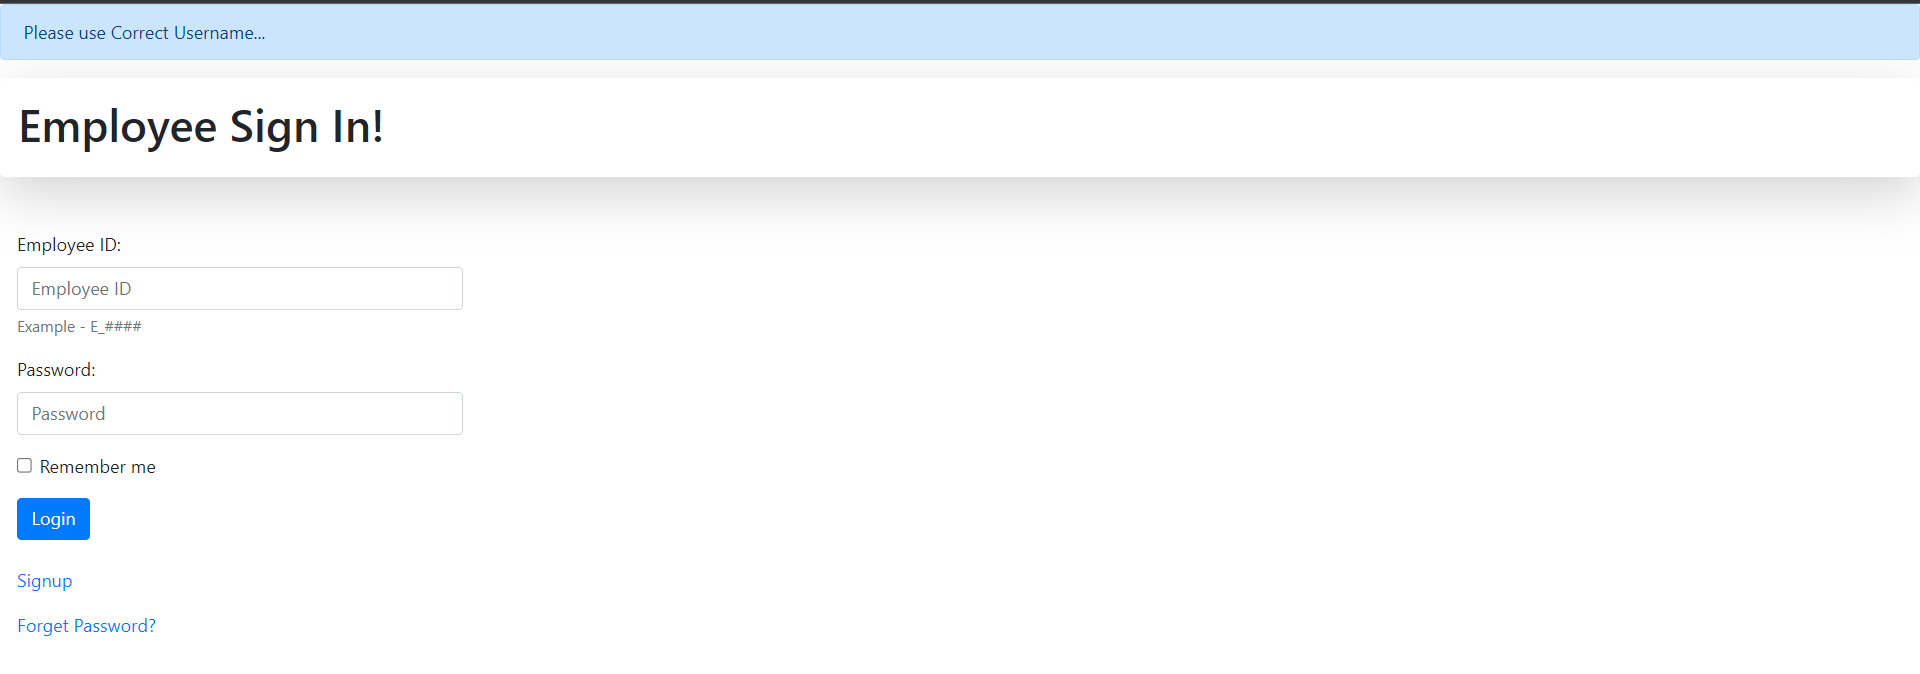 Please use Correct Username...
Employee Sign In!
Employee ID:
Employee ID
Example - E_####
Password:
Password
Remember me
Login
Signup
Forget Password?